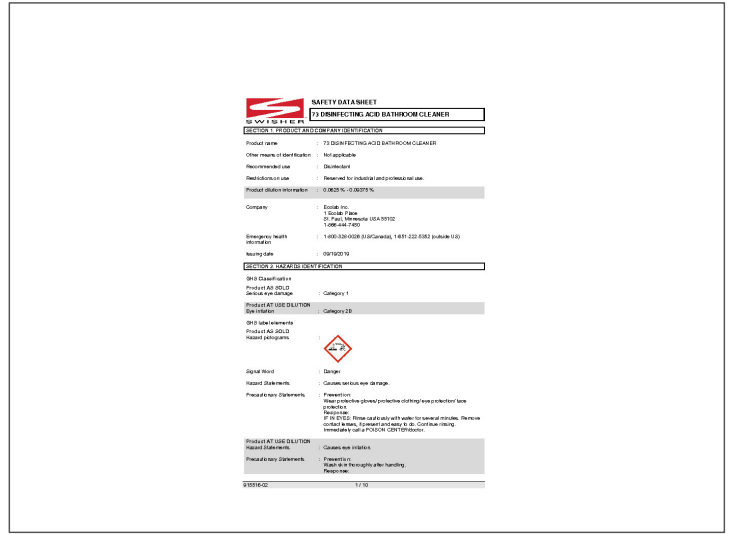 SAFETY DATA SHEET
73 DISINFECTING ACID BATHROOM CLEANER
SWISHER
SECTION 1. PRODUCT AND COMPANY IDENTIFICATION
Product name : 73 DISINFECTING ACID BATHROOM CLEANER
Other means of identification : Not applicable
Recommended use : Disinfectant
Restrictions on use : Reserved for industrial and professional use.
Product dilution information : 0.0625 % - 0.09375 %
Company : Ecolab Inc.
1 Ecolab Place
St. Paul, Minnesota USA 55102
1-866-444-7450
Emergency health : 1-800-328-0026 (US/Canada), 1-651-222-5352 (outside US)
information
Issuing date : 09/19/2019
SECTION 2. HAZARDS IDENTIFICATION
GHS Classification
Product AS SOLD
Serious eye damage : Category 1
Product AT USE DILUTION
Eye irritation : Category 2B
GHS label elements
Product AS SOLD
Hazard pictograms :
Signal Word : Danger
Hazard Statements : Causes serious eye damage.
Precautionary Statements : Prevention:
Wear protective gloves/ protective clothing/ eye protection/ face
protection.
Response:
IF IN EYES: Rinse cautiously with water for several minutes. Remove
contact lenses, if present and easy to do. Continue rinsing.
Immediately call a POISON CENTER/doctor.
Product AT USE DILUTION
Hazard Statements : Causes eye irritation.
Precautionary Statements : Prevention:
Wash skin thoroughly after handling.
Response:
915516-02 1 / 10